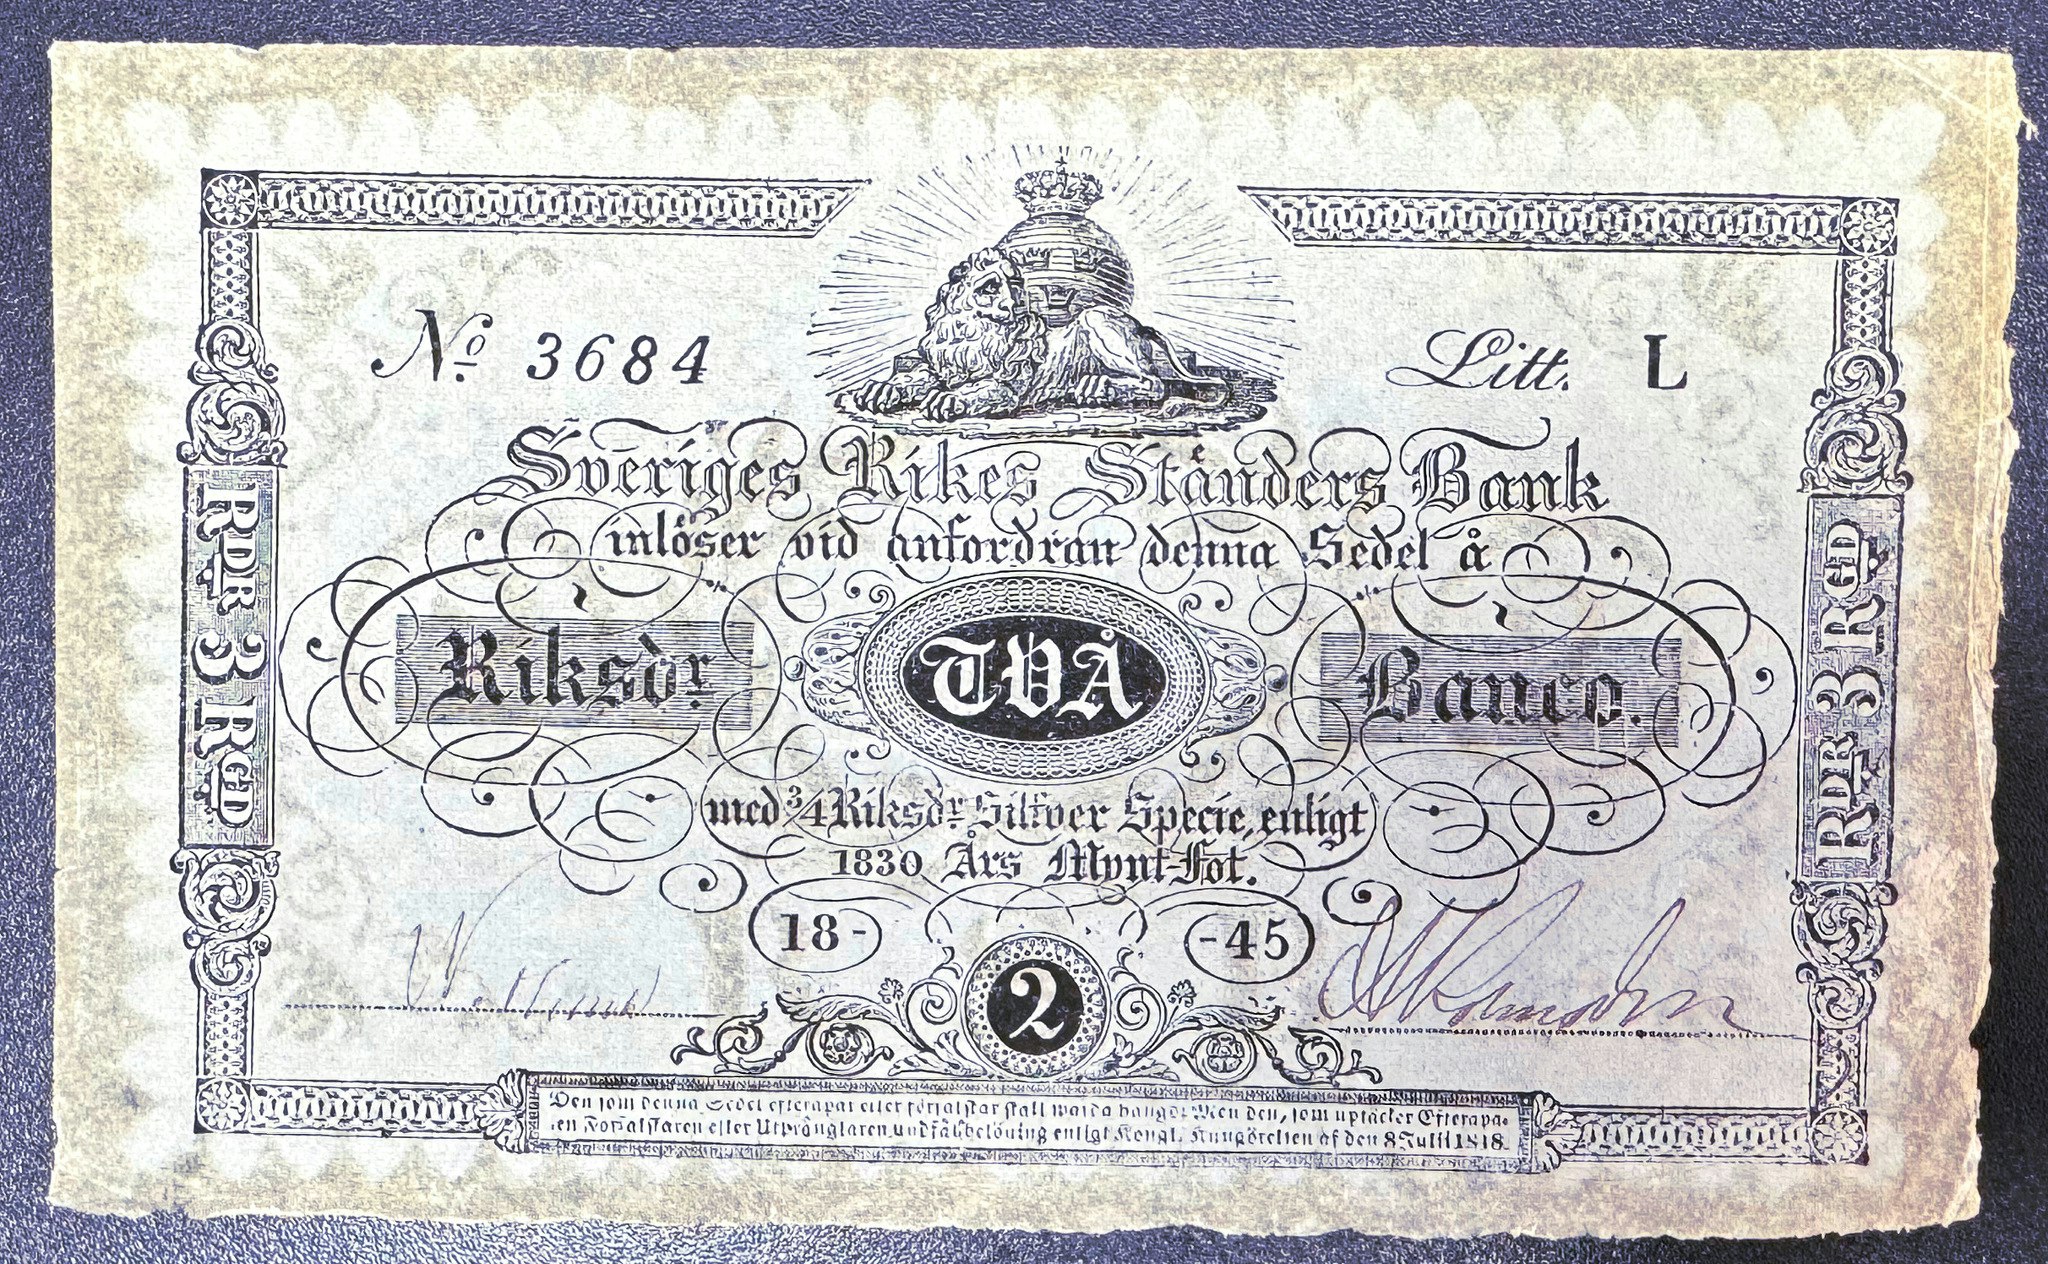 No 3684
Litt. L
Sveriges Rikes Ständers Bank
inlöser vid anfordran denna Sedel å
Riksdr TVÅ Banco.
med 3/4 Riksdr Silfver Specie, enligt
1830 Års Mynt-Fot.
18- -45
2
RDR 3 RGD
RDR 3 RGD
Den som denna Sedel efterapar eller förfalskar skall warda hängd. Men den, som uptäcker Efterapa-
ren Förfalskaren eller Utprånglaren, undfår belöning enligt Kongl. Kungörelsen af den 8 Julii 1818.